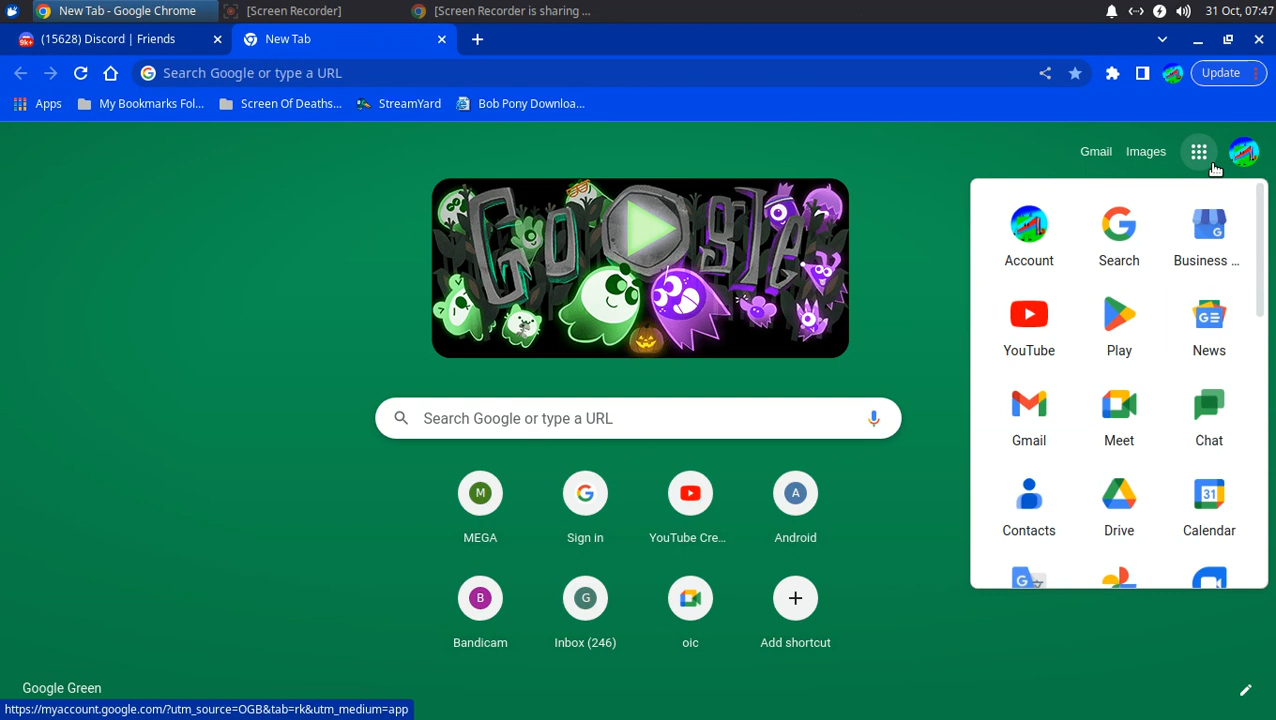 New Tab - Google Chrome
[Screen Recorder]
[Screen Recorder is sharing ...
31 Oct, 07:47
9k+
(15628) Discord | Friends
New Tab
Search Google or type a URL
Update
Apps
My Bookmarks Fol...
Screen Of Deaths...
StreamYard
Bob Pony Downloa...
Gmail
Images
Google
Account
Search
Business ...
YouTube
Play
News
Gmail
Meet
Chat
Contacts
Drive
31
Calendar
Search Google or type a URL
M
MEGA
Sign in
YouTube Cre...
A
Android
B
Bandicam
G
Inbox (246)
oic
Add shortcut
Google Green
https://myaccount.google.com/?utm_source=OGB&tab=rk&utm_medium=app